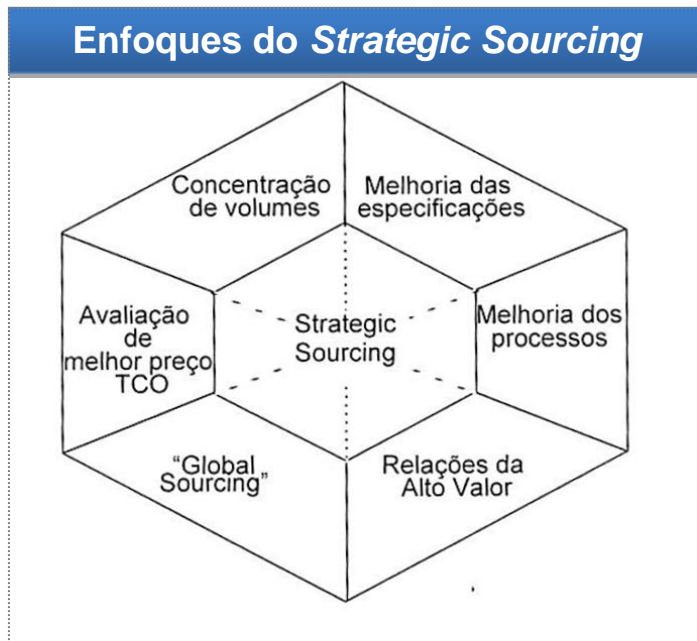 Enfoques do Strategic Sourcing
Concentração
de volumes
Melhoria das
especificações
Avaliação
de
melhor preço
TCO
Strategic
Sourcing
Melhoria dos
processos
“Global
Sourcing”
Relações da
Alto Valor